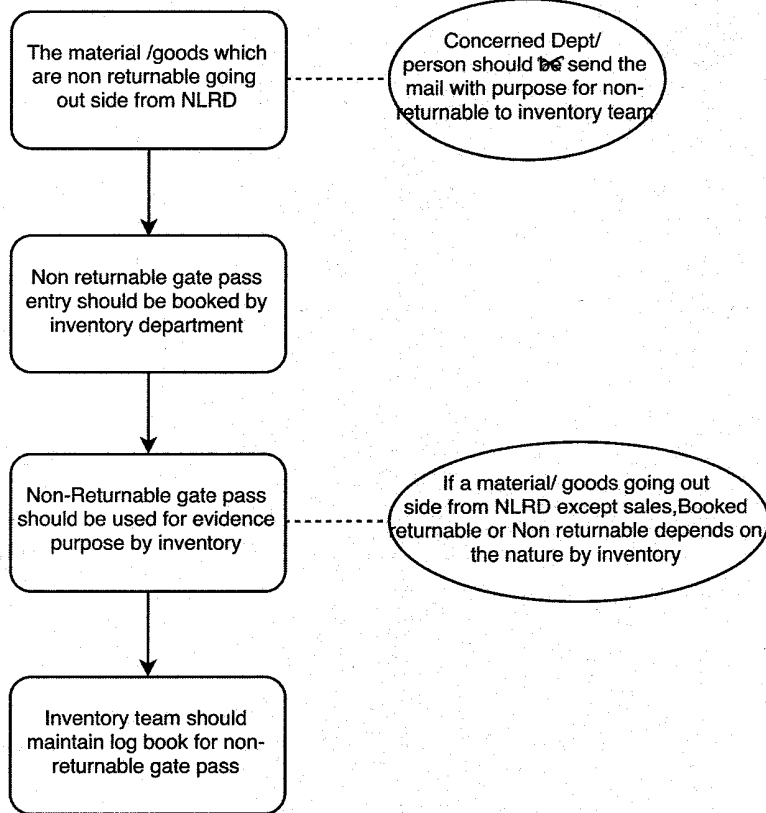 The material /goods which
are non returnable going
out side from NLRD
Concerned Dept/
person should be send the
mail with purpose for non-
returnable to inventory team
Non returnable gate pass
entry should be booked by
inventory department
Non-Returnable gate pass
should be used for evidence
purpose by inventory
If a material/ goods going out
side from NLRD except sales,Booked
returnable or Non returnable depends on
the nature by inventory
Inventory team should
maintain log book for non-
returnable gate pass